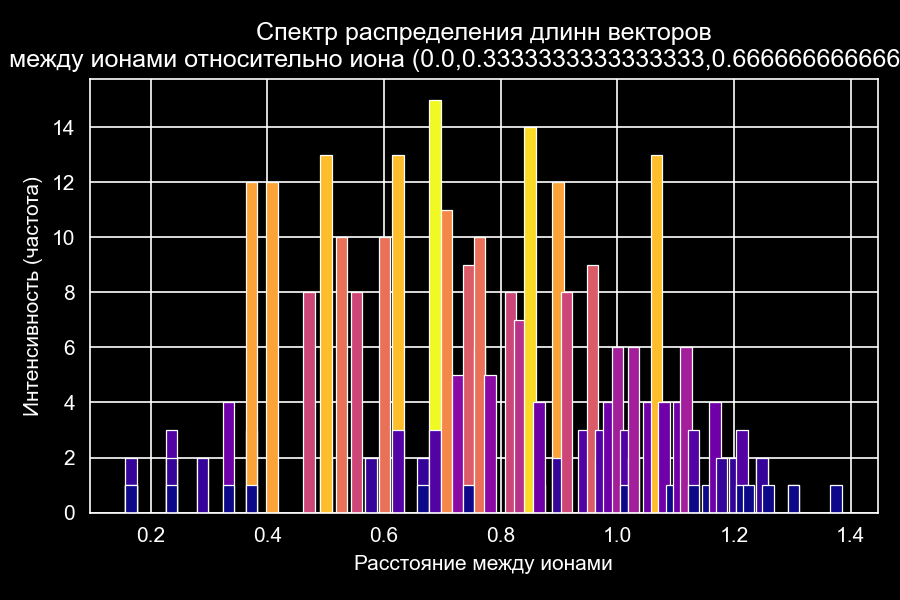 Спектр распределения длинн векторов
между ионами относительно иона (0.0,0.3333333333333333,0.666666666666
Интенсивность (частота)
14
12
10
8
6
4
2
0
0.2 0.4 0.6 0.8 1.0 1.2 1.4
Расстояние между ионами